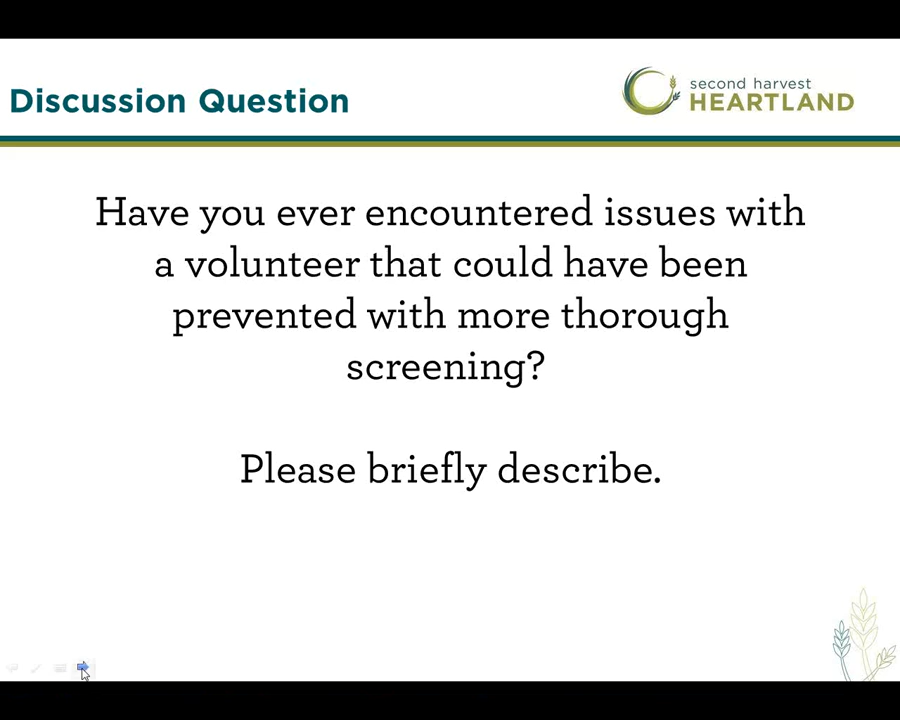 Discussion Question
second harvest
HEARTLAND
Have you ever encountered issues with
a volunteer that could have been
prevented with more thorough
screening?
Please briefly describe.